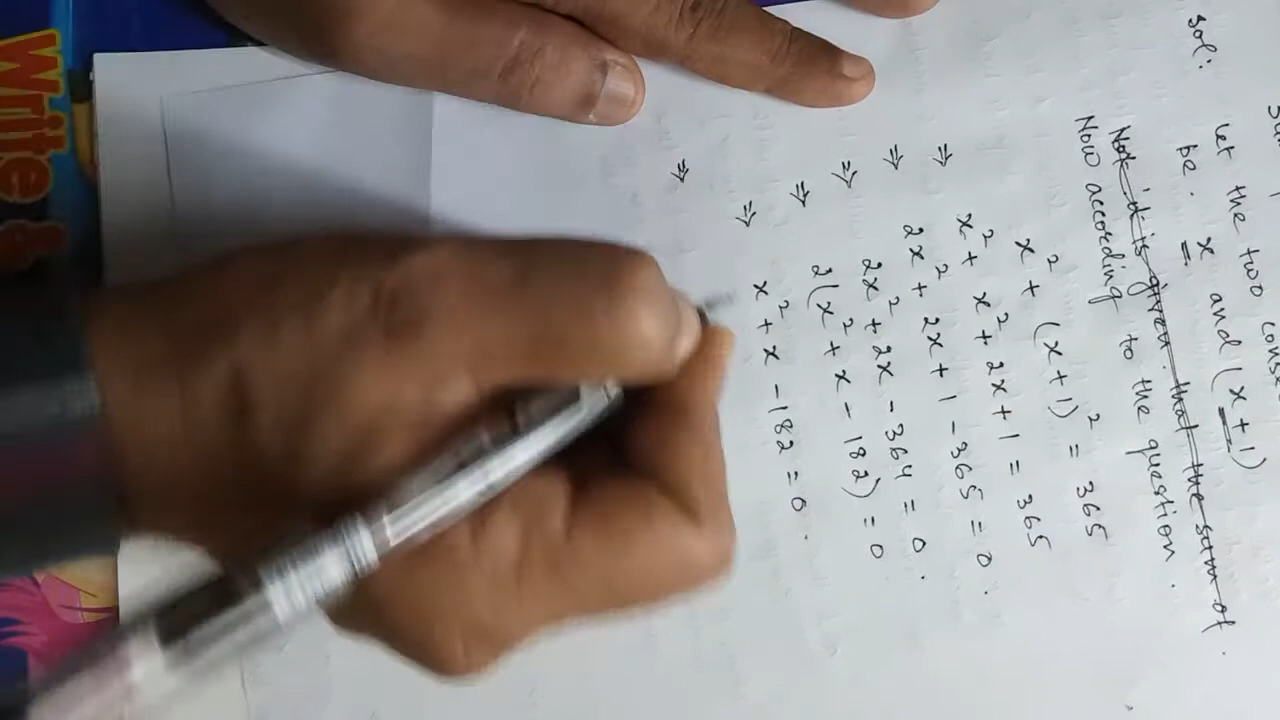 sol:
Let the two
be. x and (x+1)
Not it is given that the sum of.
Now according to the question.
x² + (x+1)² = 365
⇒ x² + x² + 2x + 1 = 365
⇒ 2x² + 2x + 1 - 365 = 0.
⇒ 2x² + 2x - 364 = 0.
⇒ 2(x² + x - 182) = 0
⇒ x² + x - 182 = 0.
⇒
Write